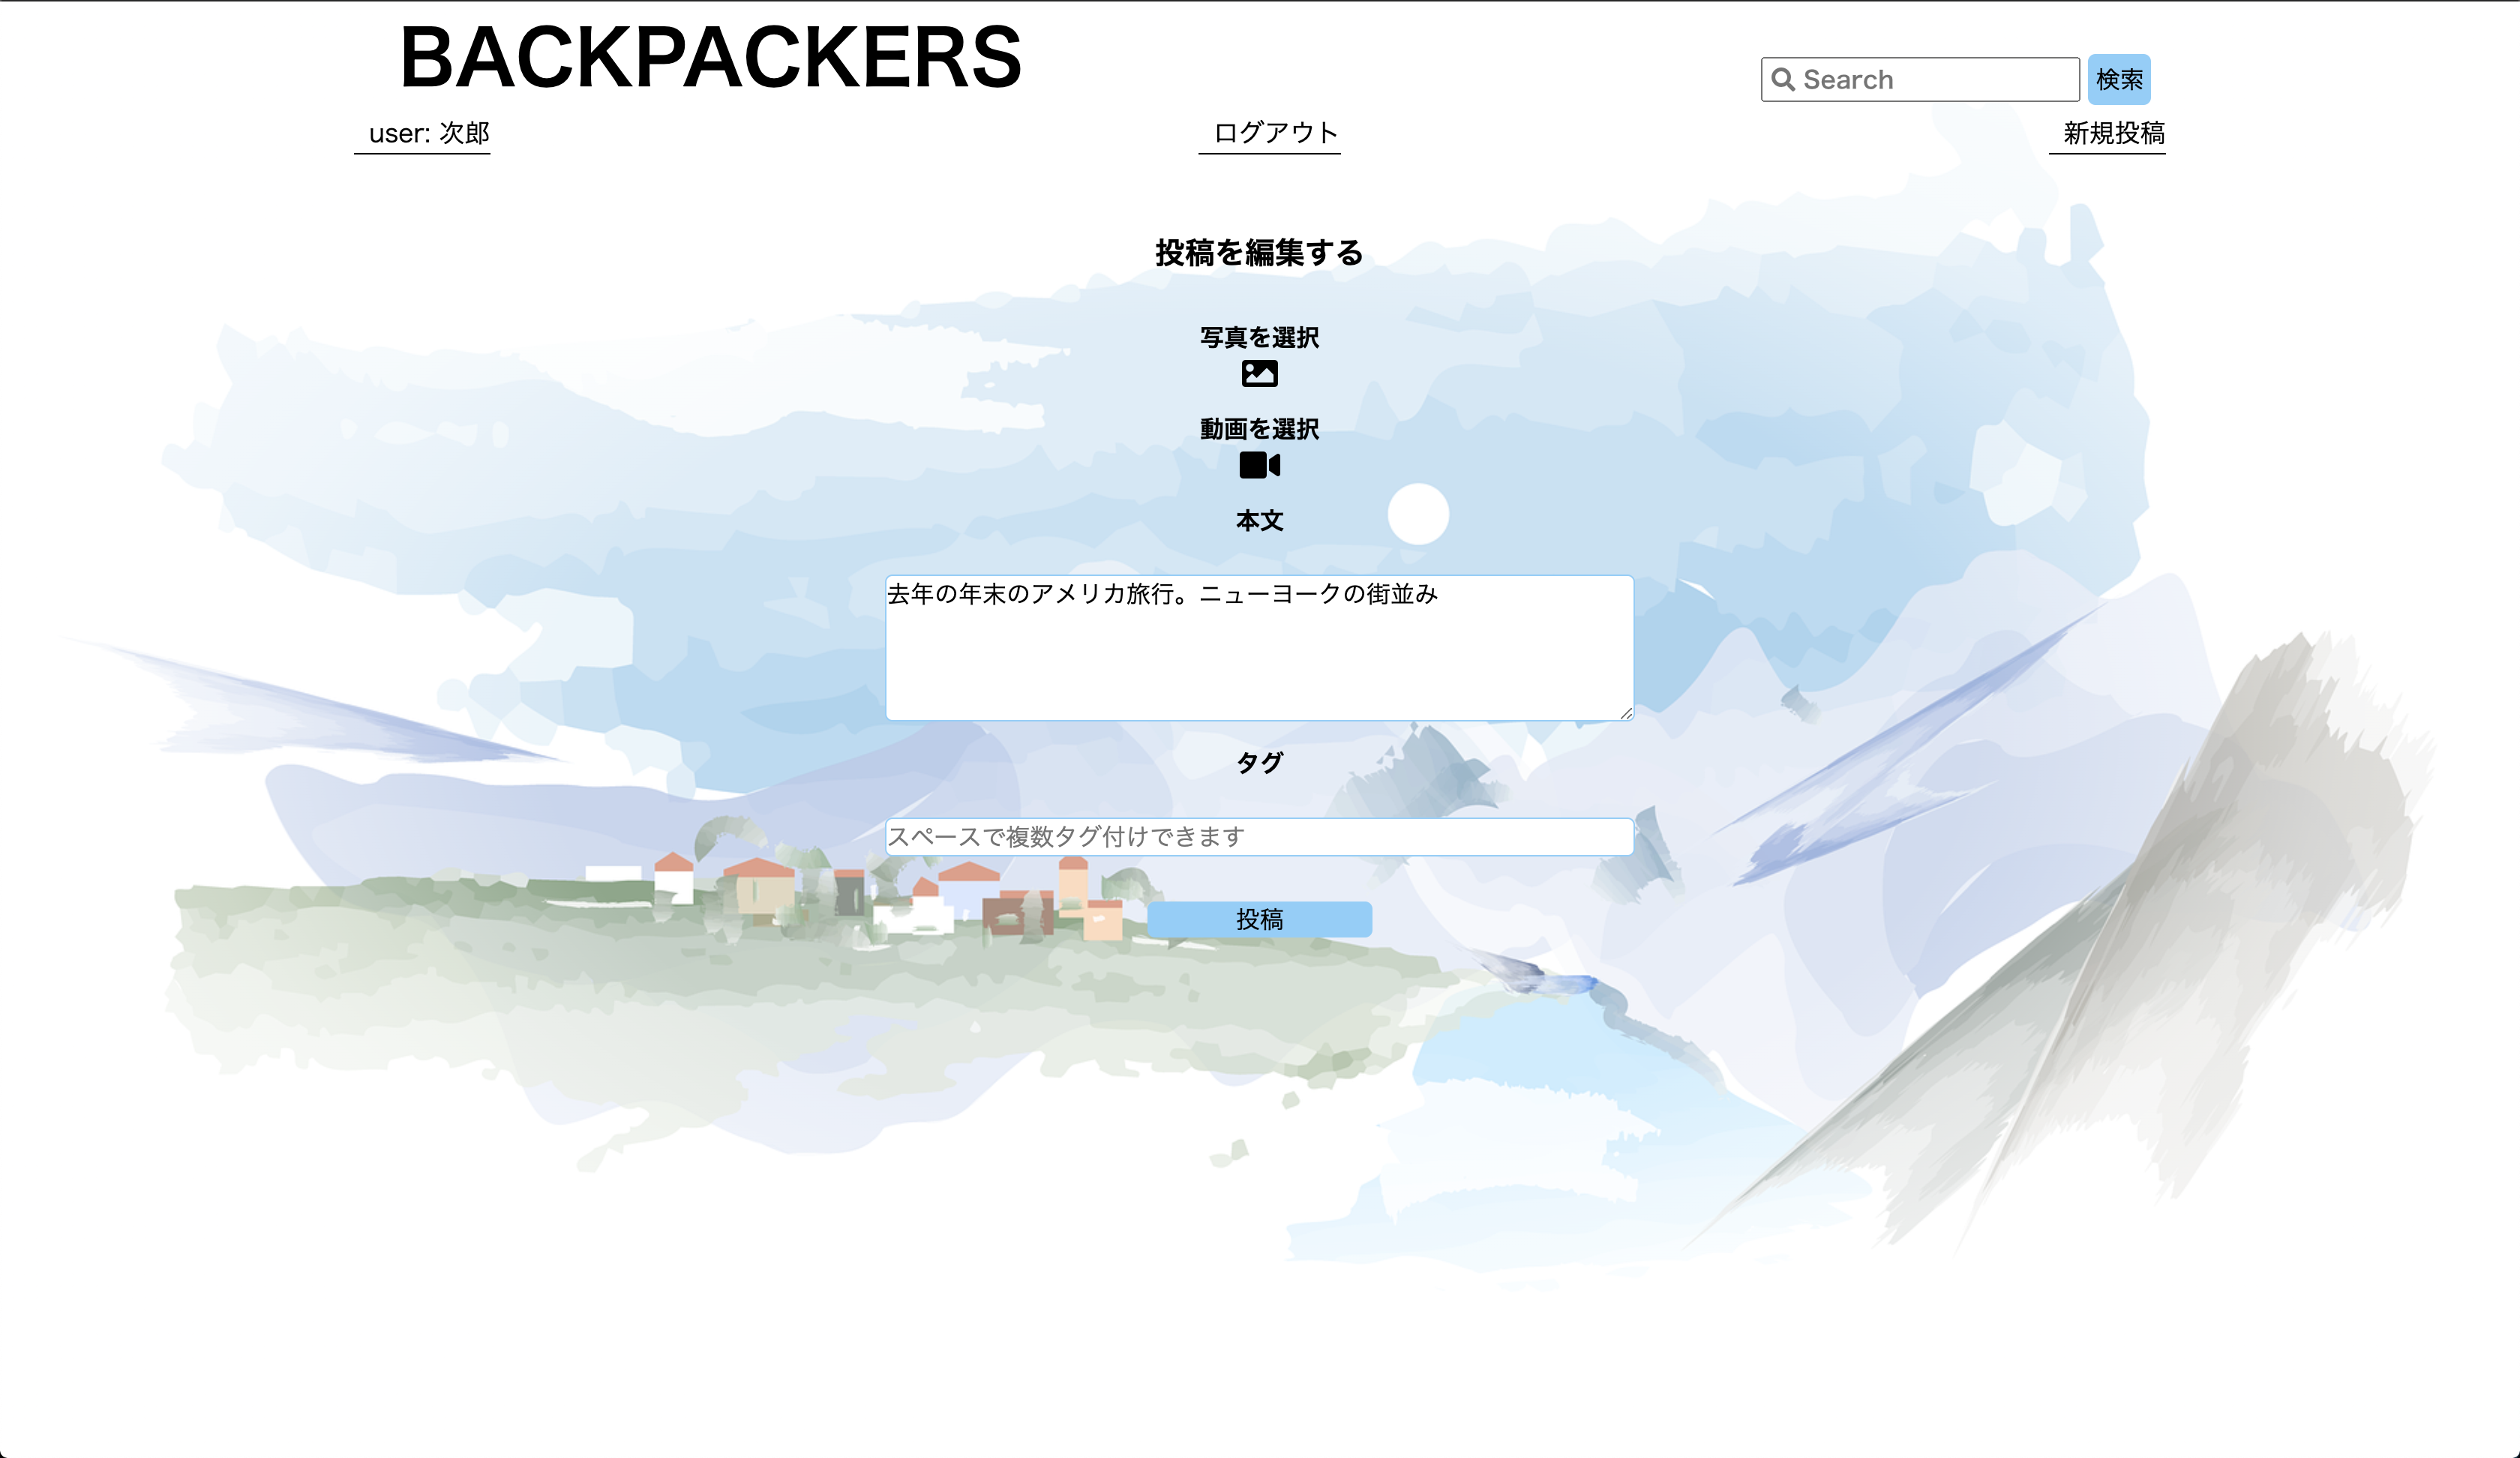 BACKPACKERS
Search
検索
user: 次郎
ログアウト
新規投稿
投稿を編集する
写真を選択
動画を選択
本文
去年の年末のアメリカ旅行。ニューヨークの街並み
タグ
スペースで複数タグ付けできます
投稿